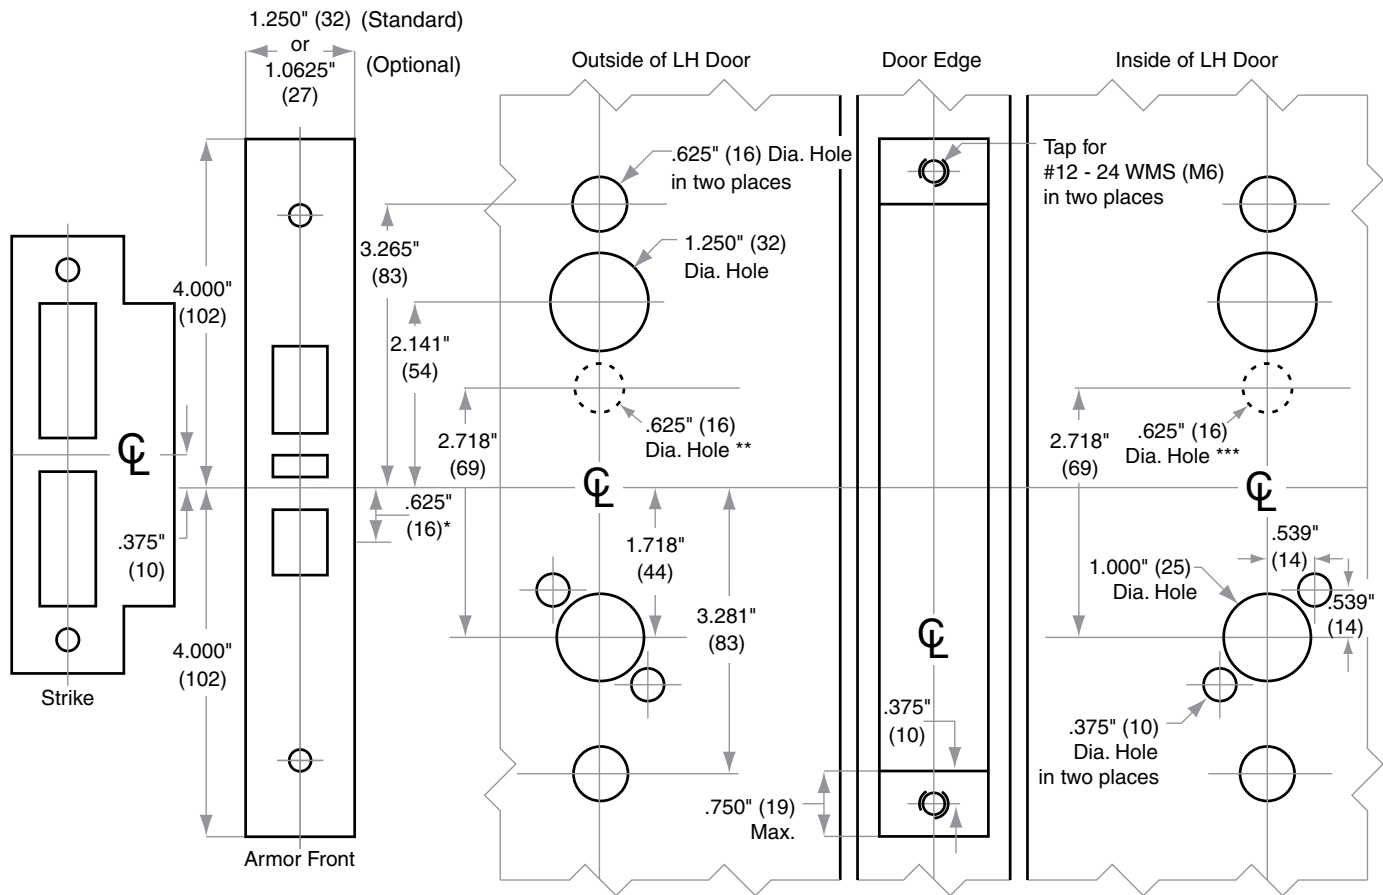 1.250" (32) (Standard)
or
1.0625" (Optional)
(27)
Outside of LH Door
Door Edge
Inside of LH Door
.625" (16) Dia. Hole
in two places
Tap for
#12 - 24 WMS (M6)
in two places
3.265"
(83)
1.250" (32)
Dia. Hole
4.000"
(102)
2.141"
(54)
.625" (16)
Dia. Hole **
2.718"
(69)
2.718"
(69)
.625" (16)
Dia. Hole ***
CL
CL
CL
.625"
(16)*
.375"
(10)
1.718"
(44)
3.281"
(83)
.539"
(14)
1.000" (25)
Dia. Hole
.539"
(14)
CL
4.000"
(102)
Strike
.375"
(10)
.375" (10)
Dia. Hole
in two places
.750" (19)
Max.
Armor Front